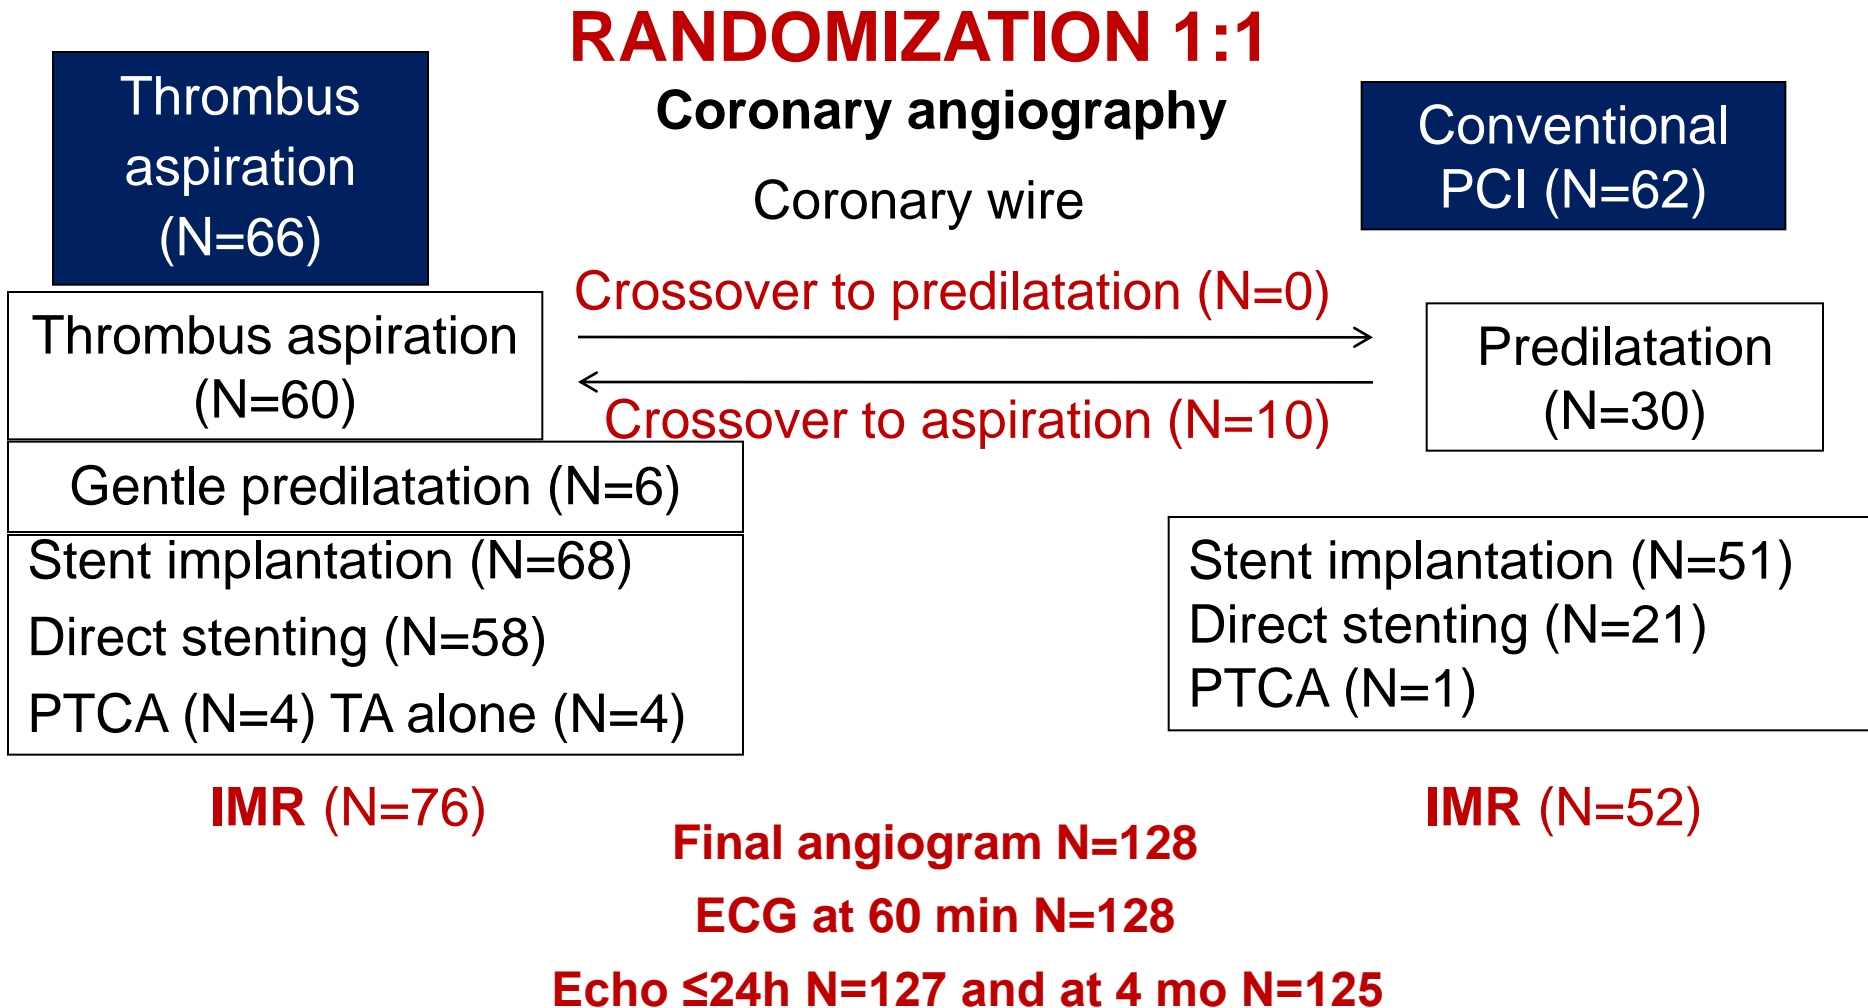 RANDOMIZATION 1:1
Thrombus
aspiration
(N=66)
Coronary angiography
Coronary wire
Conventional
PCI (N=62)
Crossover to predilatation (N=0)
Thrombus aspiration
(N=60)
Crossover to aspiration (N=10)
Predilatation
(N=30)
Gentle predilatation (N=6)
Stent implantation (N=68)
Direct stenting (N=58)
PTCA (N=4) TA alone (N=4)
Stent implantation (N=51)
Direct stenting (N=21)
PTCA (N=1)
IMR (N=76)
IMR (N=52)
Final angiogram N=128
ECG at 60 min N=128
Echo ≤24h N=127 and at 4 mo N=125